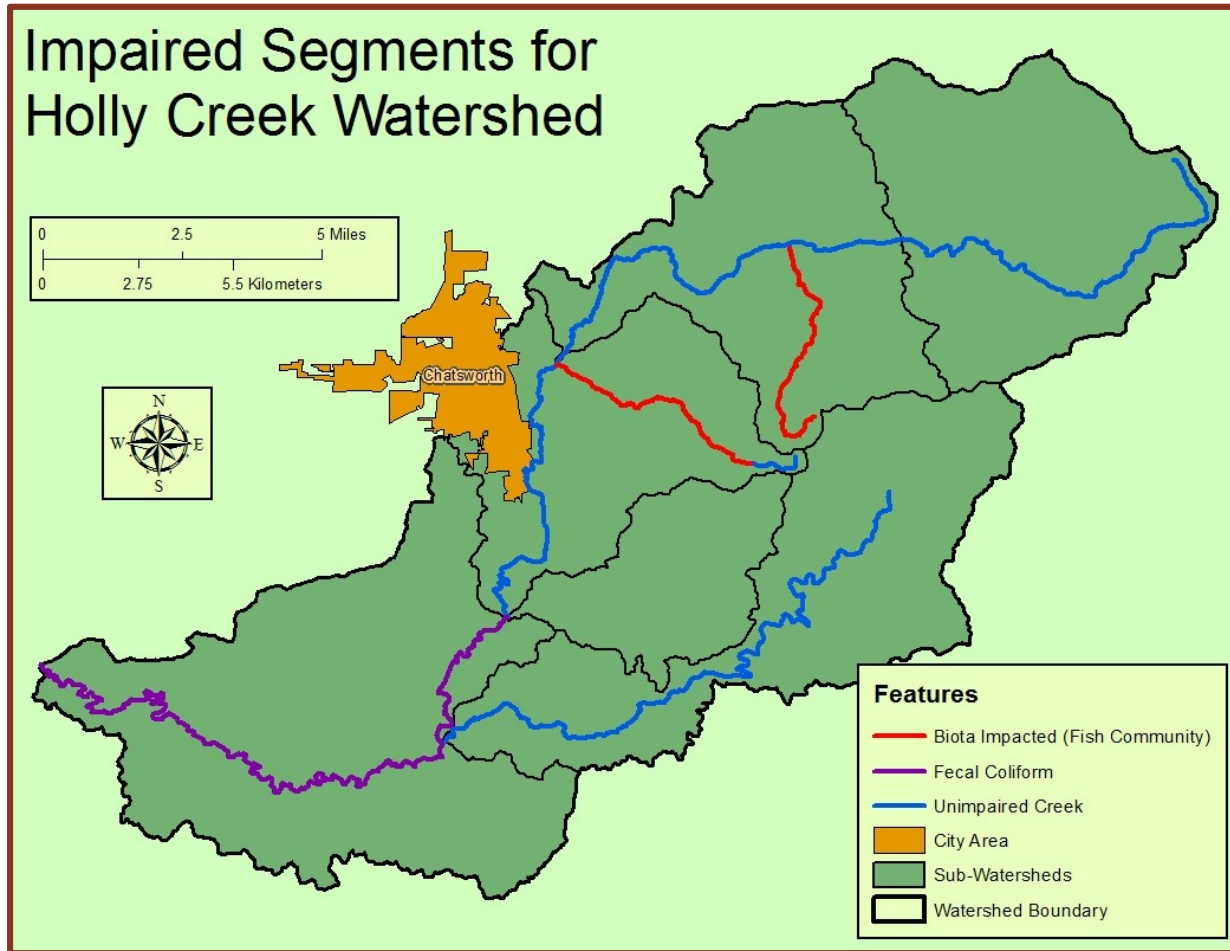 Impaired Segments for
Holly Creek Watershed
0 2.5 5 Miles
0 2.75 5.5 Kilometers
Chatsworth
N
W E
S
Features
Biota Impacted (Fish Community)
Fecal Coliform
Unimpaired Creek
City Area
Sub-Watersheds
Watershed Boundary